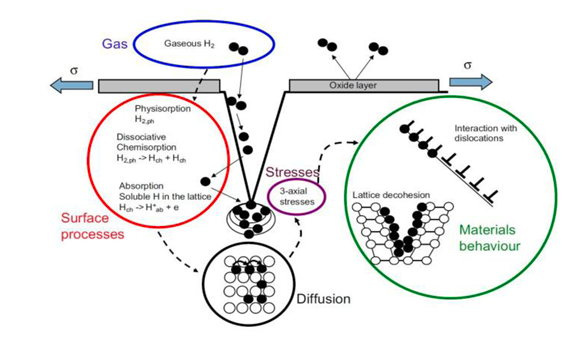 Gas
Gaseous H₂
σ
σ
Oxide layer
Physisorption
H₂,ph
Dissociative
Chemisorption
H₂,ph -> Hch + Hch
Absorption
Soluble H in the lattice
Hch -> H⁺ab + e
Surface
processes
Stresses
3-axial
stresses
Diffusion
Interaction with
dislocations
Lattice decohesion
Materials
behaviour